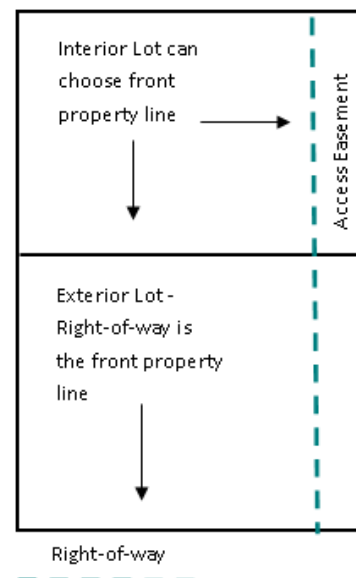 Interior Lot can
choose front
property line
Access Easement
Exterior Lot -
Right-of-way is
the front property
line
Right-of-way